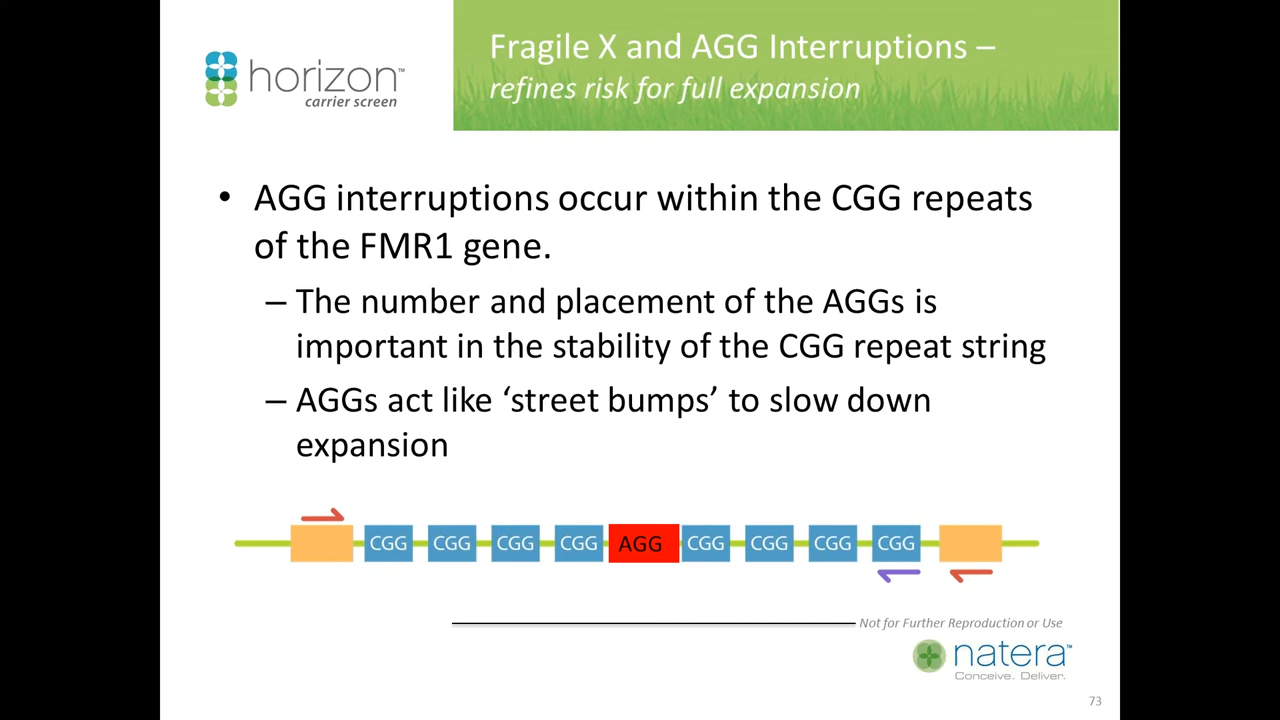 horizon™
carrier screen
Fragile X and AGG Interruptions –
refines risk for full expansion
• AGG interruptions occur within the CGG repeats
of the FMR1 gene.
– The number and placement of the AGGs is
important in the stability of the CGG repeat string
– AGGs act like ‘street bumps’ to slow down
expansion
CGG CGG CGG CGG AGG CGG CGG CGG CGG
Not for Further Reproduction or Use
natera™
Conceive. Deliver.
73